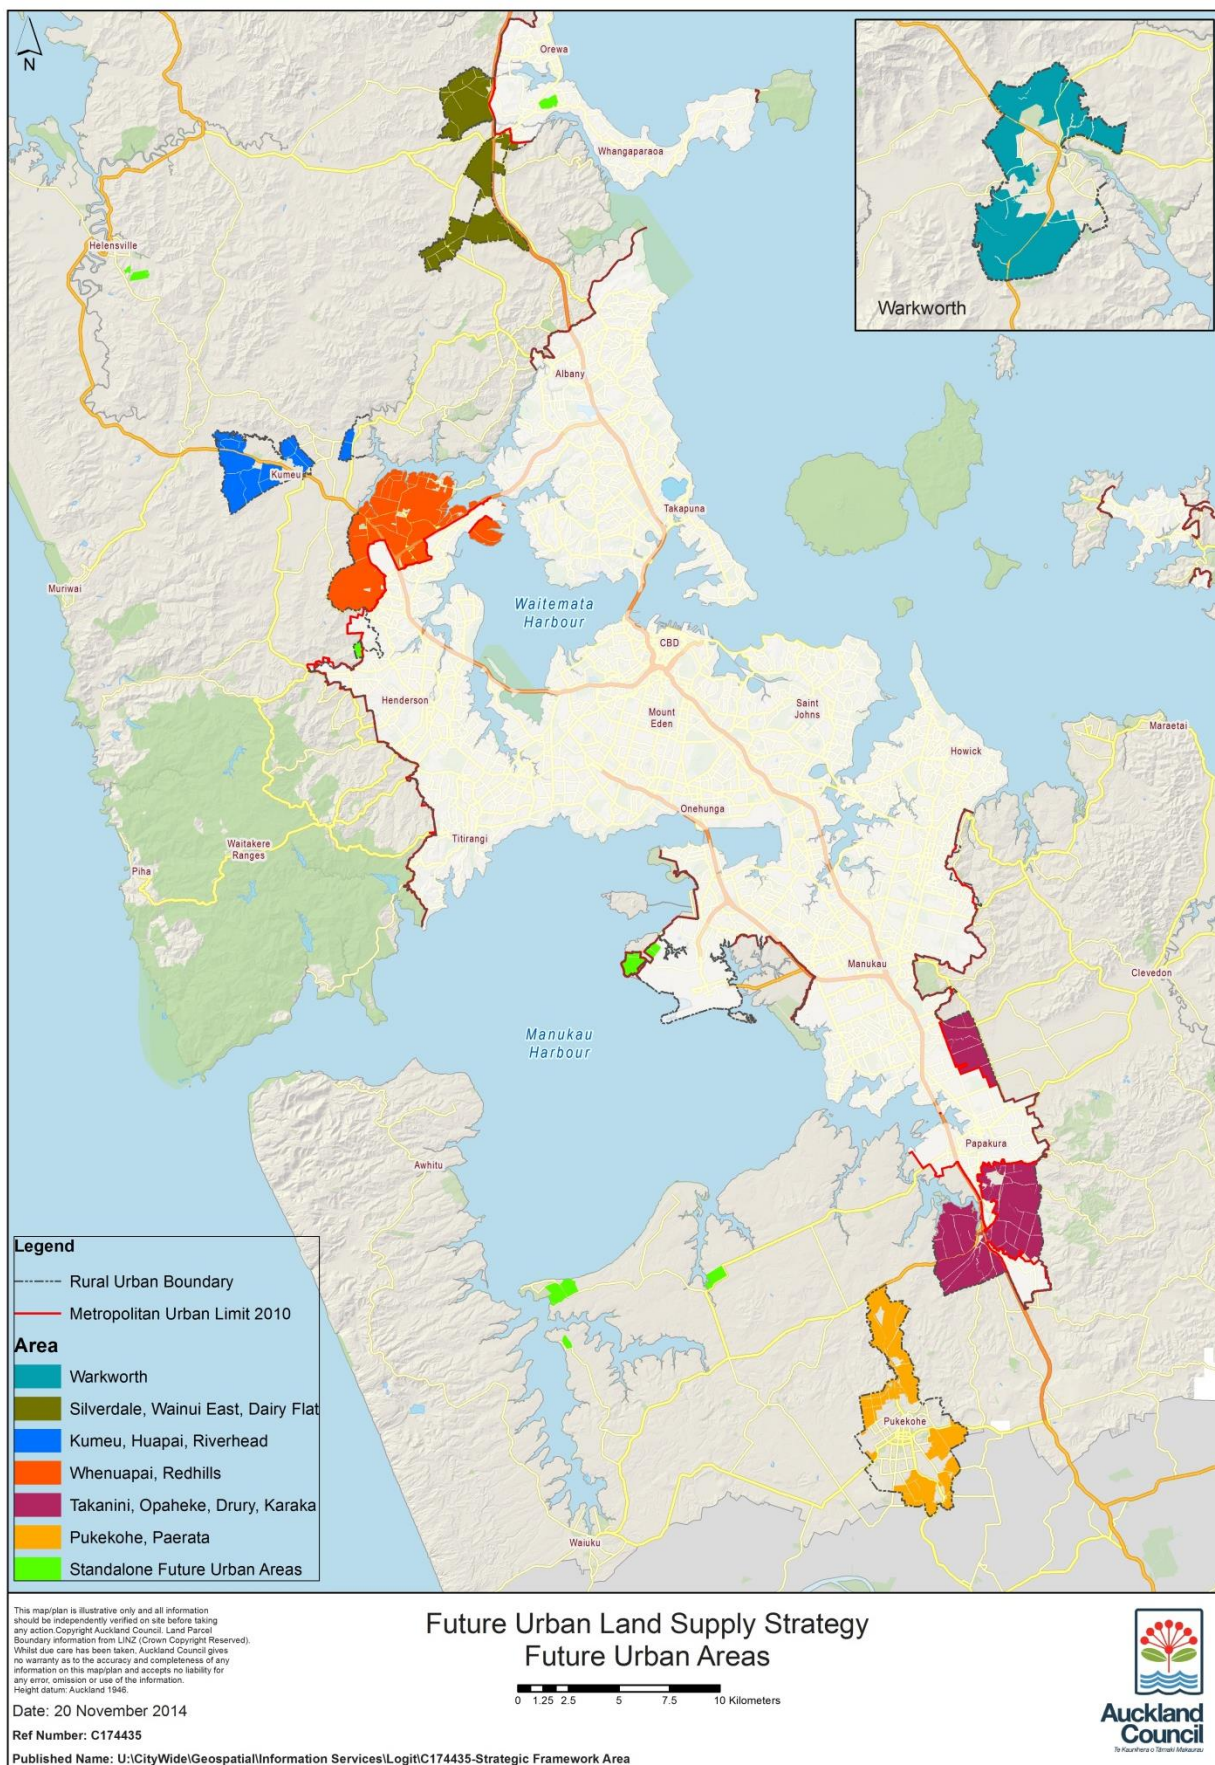 N
Orewa
Whangaparaoa
Warkworth
Helensville
Albany
Kumeu
Takapuna
Muriwai
Waitemata
Harbour
CBD
Henderson
Mount
Eden
Saint
Johns
Howick
Maraetai
Onehunga
Titirangi
Waitakere
Ranges
Piha
Manukau
Clevedon
Manukau
Harbour
Papakura
Awhitu
Pukekohe
Waiuku
Legend
Rural Urban Boundary
Metropolitan Urban Limit 2010
Area
Warkworth
Silverdale, Wainui East, Dairy Flat
Kumeu, Huapai, Riverhead
Whenuapai, Redhills
Takanini, Opaheke, Drury, Karaka
Pukekohe, Paerata
Standalone Future Urban Areas
This map/plan is illustrative only and all information
should be independently verified on site before taking
any action.Copyright Auckland Council. Land Parcel
Boundary information from LINZ (Crown Copyright Reserved).
Whilst due care has been taken, Auckland Council gives
no warranty as to the accuracy and completeness of any
information on this map/plan and accepts no liability for
any error, omission or use of the information.
Height datum: Auckland 1946.
Date: 20 November 2014
Ref Number: C174435
Published Name: U:\CityWide\Geospatial\Information Services\Logit\C174435-Strategic Framework Area
Future Urban Land Supply Strategy
Future Urban Areas
0 1.25 2.5 5 7.5 10 Kilometers
Auckland
Council
Te Kaunihera o Tāmaki Makaurau